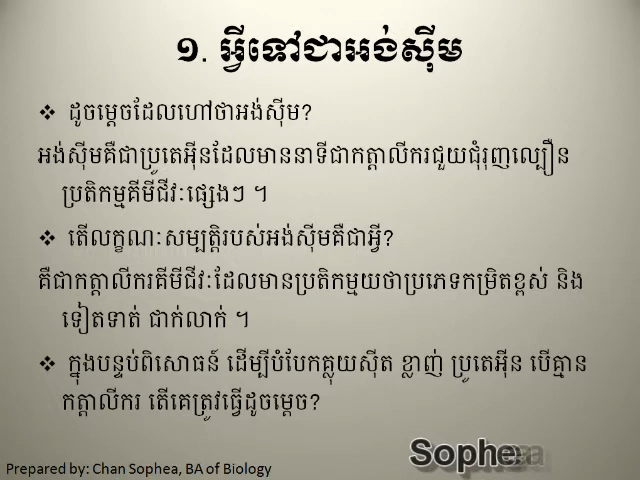 ១. អ្វីទៅជាអង់ស៊ីម
❖ ដូចម្ដេចដែលហៅថាអង់ស៊ីម?
អង់ស៊ីមគឺជាប្រូតេអ៊ីនដែលមាននាទីជាកត្តាលីករជួយជុំរុញល្បឿន
ប្រតិកម្មគីមីជីវៈផ្សេងៗ ។
❖ តើលក្ខណៈសម្បត្តិរបស់អង់ស៊ីមគឺជាអ្វី?
គឺជាកត្តាលីករគីមីជីវៈដែលមានប្រតិកម្មយថាប្រភេទកម្រិតខ្ពស់ និង
ទៀតទាត់ ជាក់លាក់ ។
❖ ក្នុងបន្ទប់ពិសោធន៍ ដើម្បីបំបែកគ្លុយស៊ីត ខ្លាញ់ ប្រូតេអ៊ីន បើគ្មាន
កត្តាលីករ តើគេត្រូវធ្វើដូចម្ដេច?
Sophea
Prepared by: Chan Sophea, BA of Biology